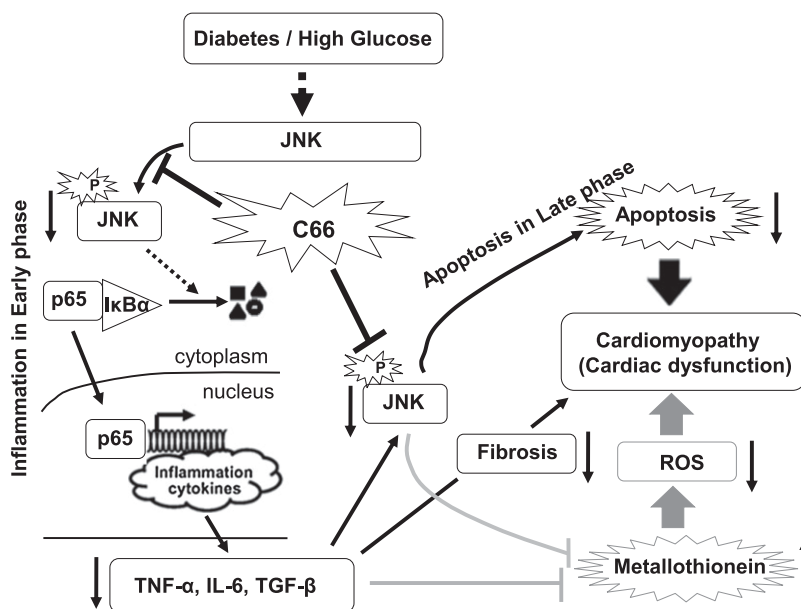 Diabetes / High Glucose
JNK
P
JNK
C66
Apoptosis in Late phase
Apoptosis
Inflammation in Early phase
p65
IκBα
cytoplasm
nucleus
P
JNK
Cardiomyopathy
(Cardiac dysfunction)
p65
Inflammation
cytokines
Fibrosis
ROS
TNF-α, IL-6, TGF-β
Metallothionein